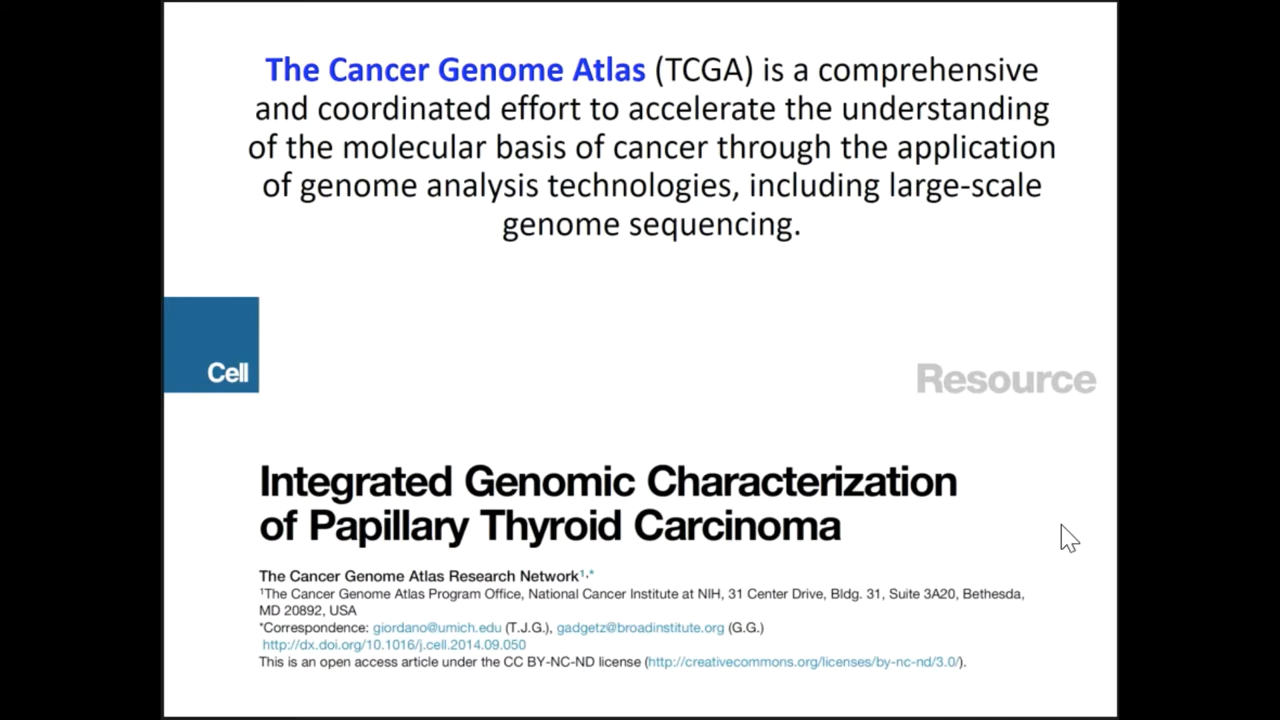 The Cancer Genome Atlas (TCGA) is a comprehensive
and coordinated effort to accelerate the understanding
of the molecular basis of cancer through the application
of genome analysis technologies, including large-scale
genome sequencing.
Cell
Resource
Integrated Genomic Characterization
of Papillary Thyroid Carcinoma
The Cancer Genome Atlas Research Network1,*
1The Cancer Genome Atlas Program Office, National Cancer Institute at NIH, 31 Center Drive, Bldg. 31, Suite 3A20, Bethesda,
MD 20892, USA
*Correspondence: giordano@umich.edu (T.J.G.), gadgetz@broadinstitute.org (G.G.)
http://dx.doi.org/10.1016/j.cell.2014.09.050
This is an open access article under the CC BY-NC-ND license (http://creativecommons.org/licenses/by-nc-nd/3.0/).